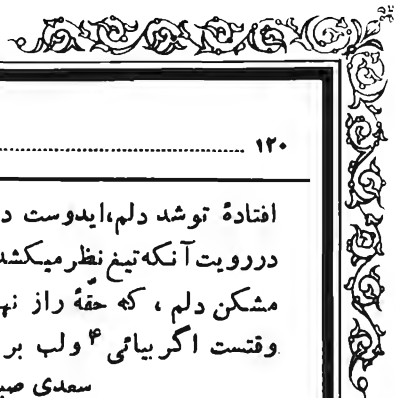 ۱۲۰ ................................................
افتادهٔ توشد دلم،ایدوست د
دررویت آنکه تیغ نظر میکشد
مشکن دلم ، که حقّهٔ راز نه
وقتست اگر بیائی ۴ ولب بر
سعدی صب